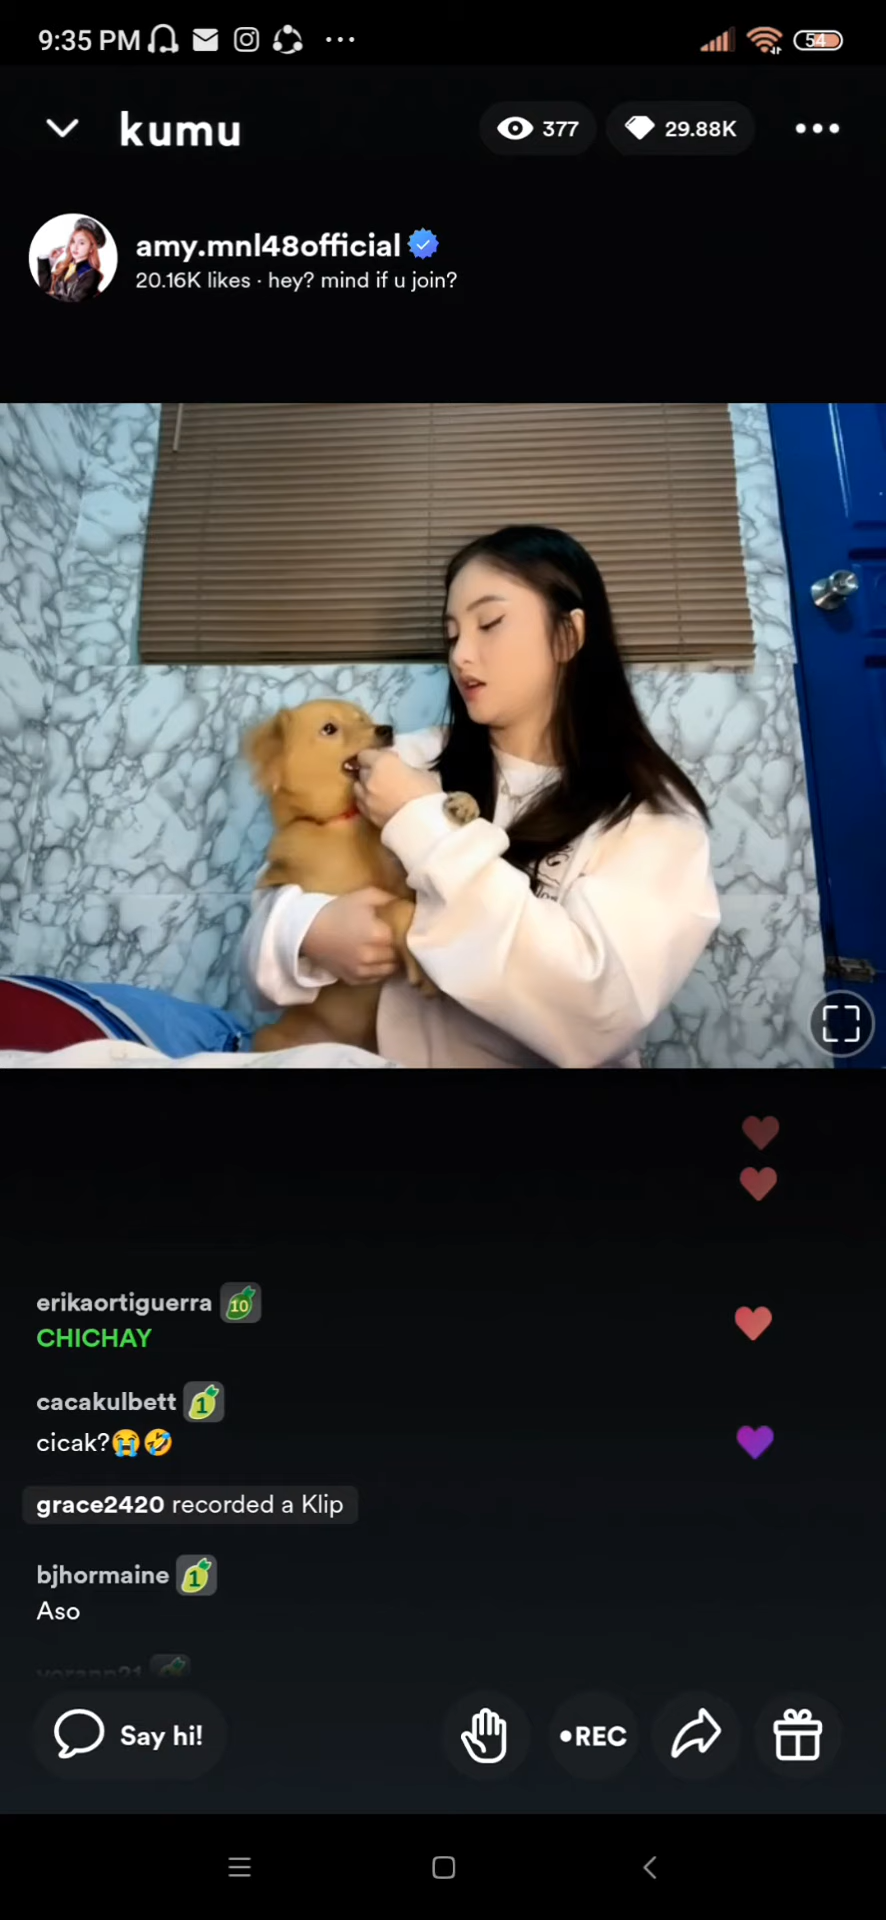 9:35 PM 54
kumu 377 29.88K
amy.mnl48official
20.16K likes · hey? mind if u join?
erikaortiguerra 10
CHICHAY
cacakulbett 1
cicak?😭🤣
grace2420 recorded a Klip
bjhormaine 1
Aso
Say hi! •REC